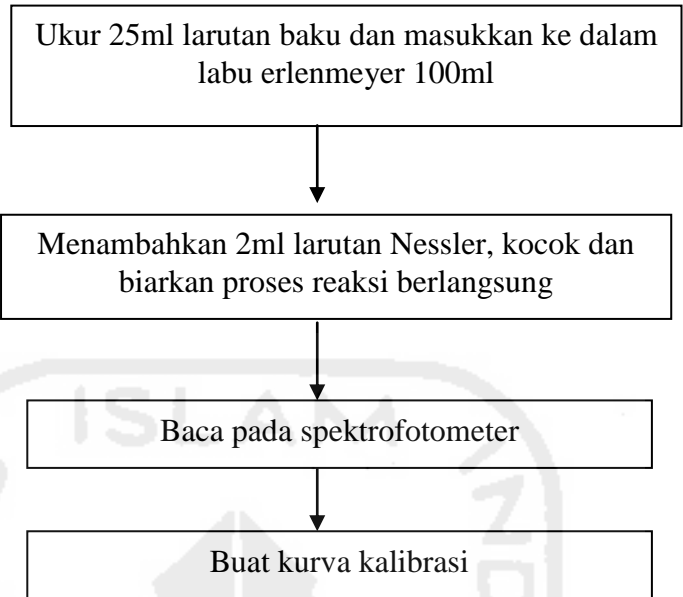 Ukur 25ml larutan baku dan masukkan ke dalam
labu erlenmeyer 100ml
Menambahkan 2ml larutan Nessler, kocok dan
biarkan proses reaksi berlangsung
ISLAM
Baca pada spektrofotometer
Buat kurva kalibrasi